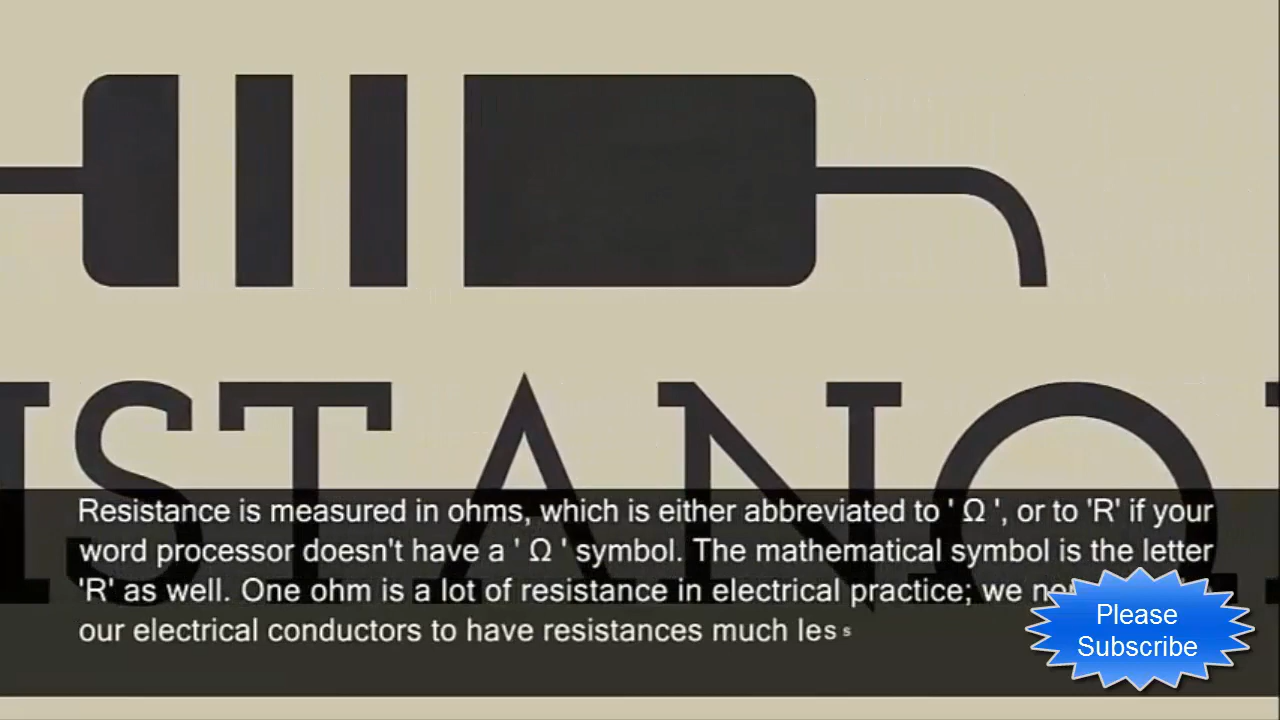 ISTANC
Resistance is measured in ohms, which is either abbreviated to ' Ω ', or to 'R' if your
word processor doesn't have a ' Ω ' symbol. The mathematical symbol is the letter
'R' as well. One ohm is a lot of resistance in electrical practice; we
our electrical conductors to have resistances much less
Please
Subscribe